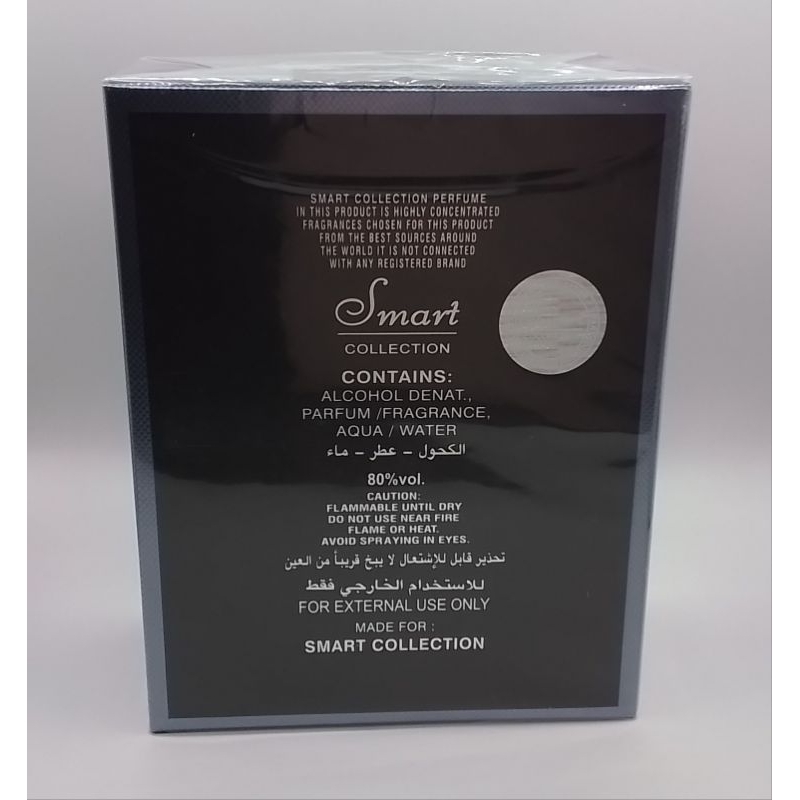 SMART COLLECTION PERFUME
IN THIS PRODUCT IS HIGHLY CONCENTRATED
FRAGRANCES CHOSEN FOR THIS PRODUCT
FROM THE BEST SOURCES AROUND
THE WORLD IT IS NOT CONNECTED
WITH ANY REGISTERED BRAND
Smart
COLLECTION
CONTAINS:
ALCOHOL DENAT.,
PARFUM /FRAGRANCE,
AQUA / WATER
الكحول – عطر – ماء
80%vol.
CAUTION:
FLAMMABLE UNTIL DRY
DO NOT USE NEAR FIRE
FLAME OR HEAT.
AVOID SPRAYING IN EYES.
تحذير قابل للإشتعال لا يبخ قريباً من العين
للاستخدام الخارجي فقط
FOR EXTERNAL USE ONLY
MADE FOR :
SMART COLLECTION